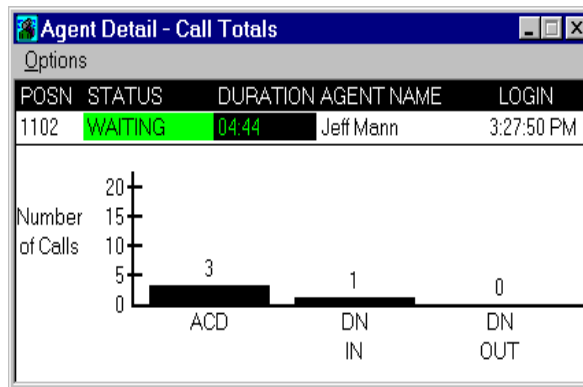 Agent Detail - Call Totals
Options
POSN STATUS DURATION AGENT NAME LOGIN
1102 WAITING 04:44 Jeff Mann 3:27:50 PM
Number of Calls
20
15
10
5
0
3 1 0
ACD DN IN DN OUT